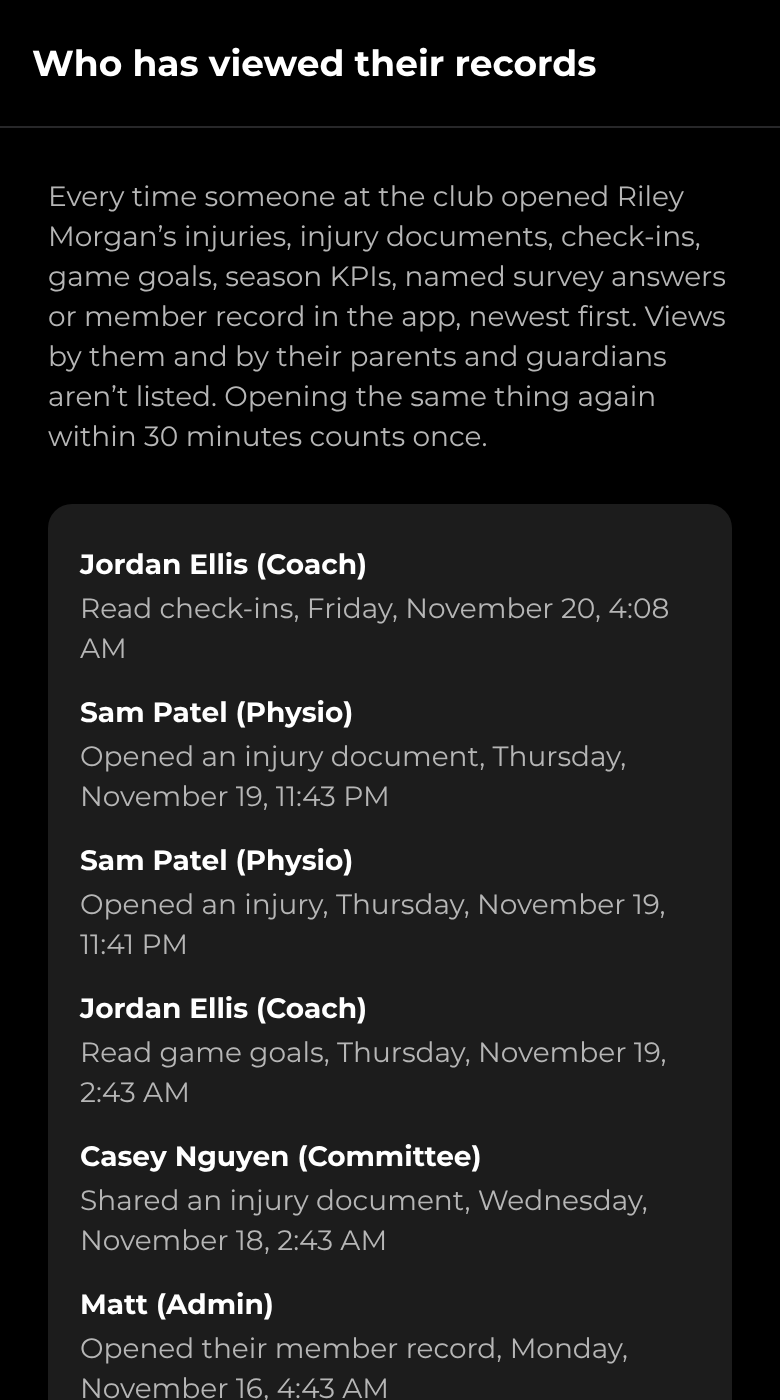 Who has viewed their records
Every time someone at the club opened Riley
Morgan’s injuries, injury documents, check-ins,
game goals, season KPIs, named survey answers
or member record in the app, newest first. Views
by them and by their parents and guardians
aren’t listed. Opening the same thing again
within 30 minutes counts once.
Jordan Ellis (Coach)
Read check-ins, Friday, November 20, 4:08
AM
Sam Patel (Physio)
Opened an injury document, Thursday,
November 19, 11:43 PM
Sam Patel (Physio)
Opened an injury, Thursday, November 19,
11:41 PM
Jordan Ellis (Coach)
Read game goals, Thursday, November 19,
2:43 AM
Casey Nguyen (Committee)
Shared an injury document, Wednesday,
November 18, 2:43 AM
Matt (Admin)
Opened their member record, Monday,
November 16, 4:43 AM